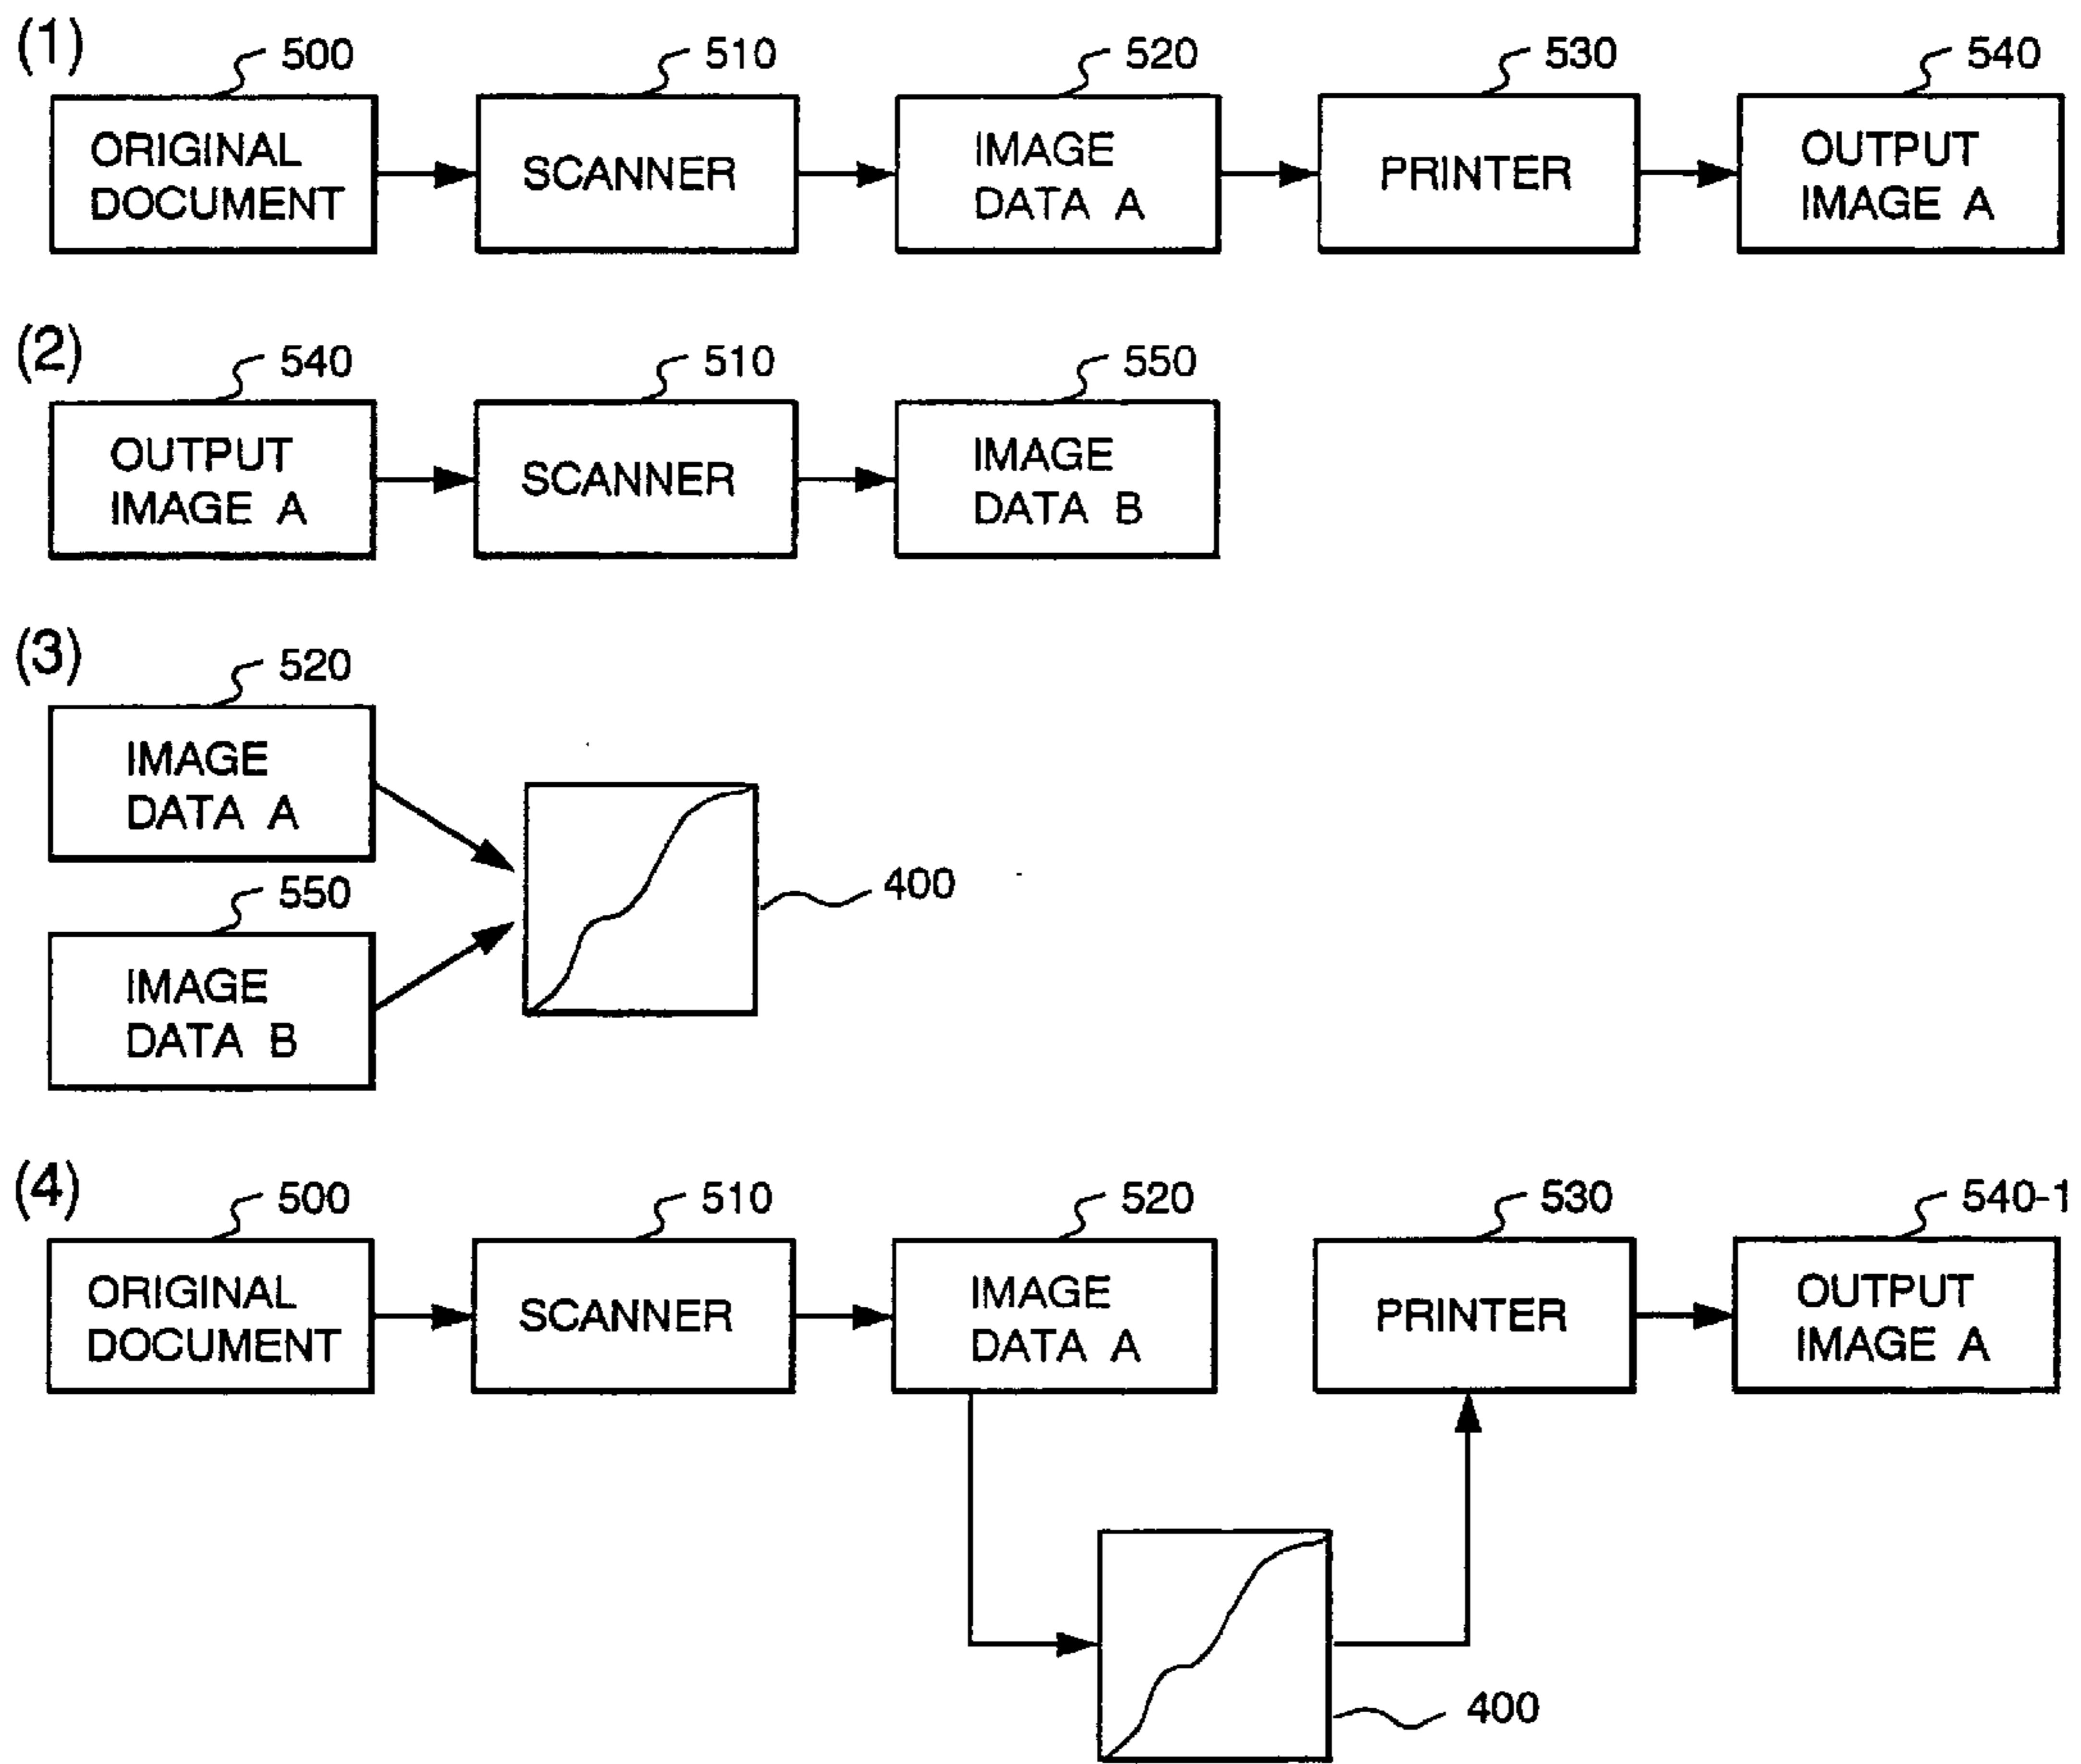 (1)
500
510
520
530
540
ORIGINAL
DOCUMENT
SCANNER
IMAGE
DATA A
PRINTER
OUTPUT
IMAGE A
(2)
540
510
550
OUTPUT
IMAGE A
SCANNER
IMAGE
DATA B
(3)
520
IMAGE
DATA A
400
550
IMAGE
DATA B
(4)
500
510
520
530
540-1
ORIGINAL
DOCUMENT
SCANNER
IMAGE
DATA A
PRINTER
OUTPUT
IMAGE A
400